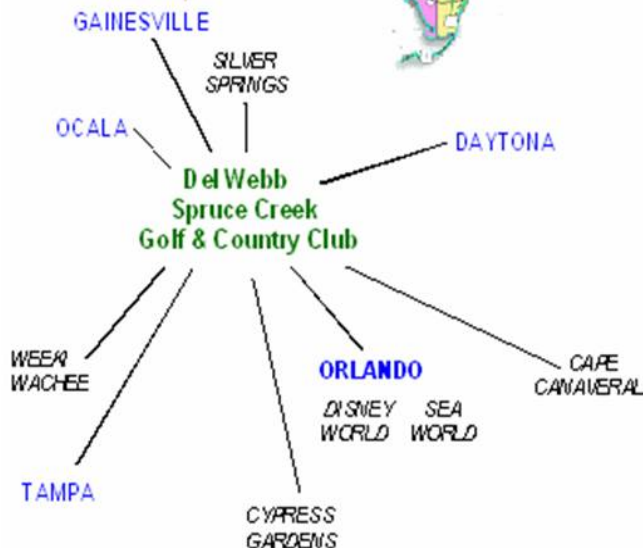 GAINESVILLE
SILVER
SPRINGS
OCALA
DAYTONA
Del Webb
Spruce Creek
Golf & Country Club
WEEKI
WACHEE
ORLANDO
CAPE
CANAVERAL
DISNEY SEA
WORLD WORLD
TAMPA
CYPRESS
GARDENS